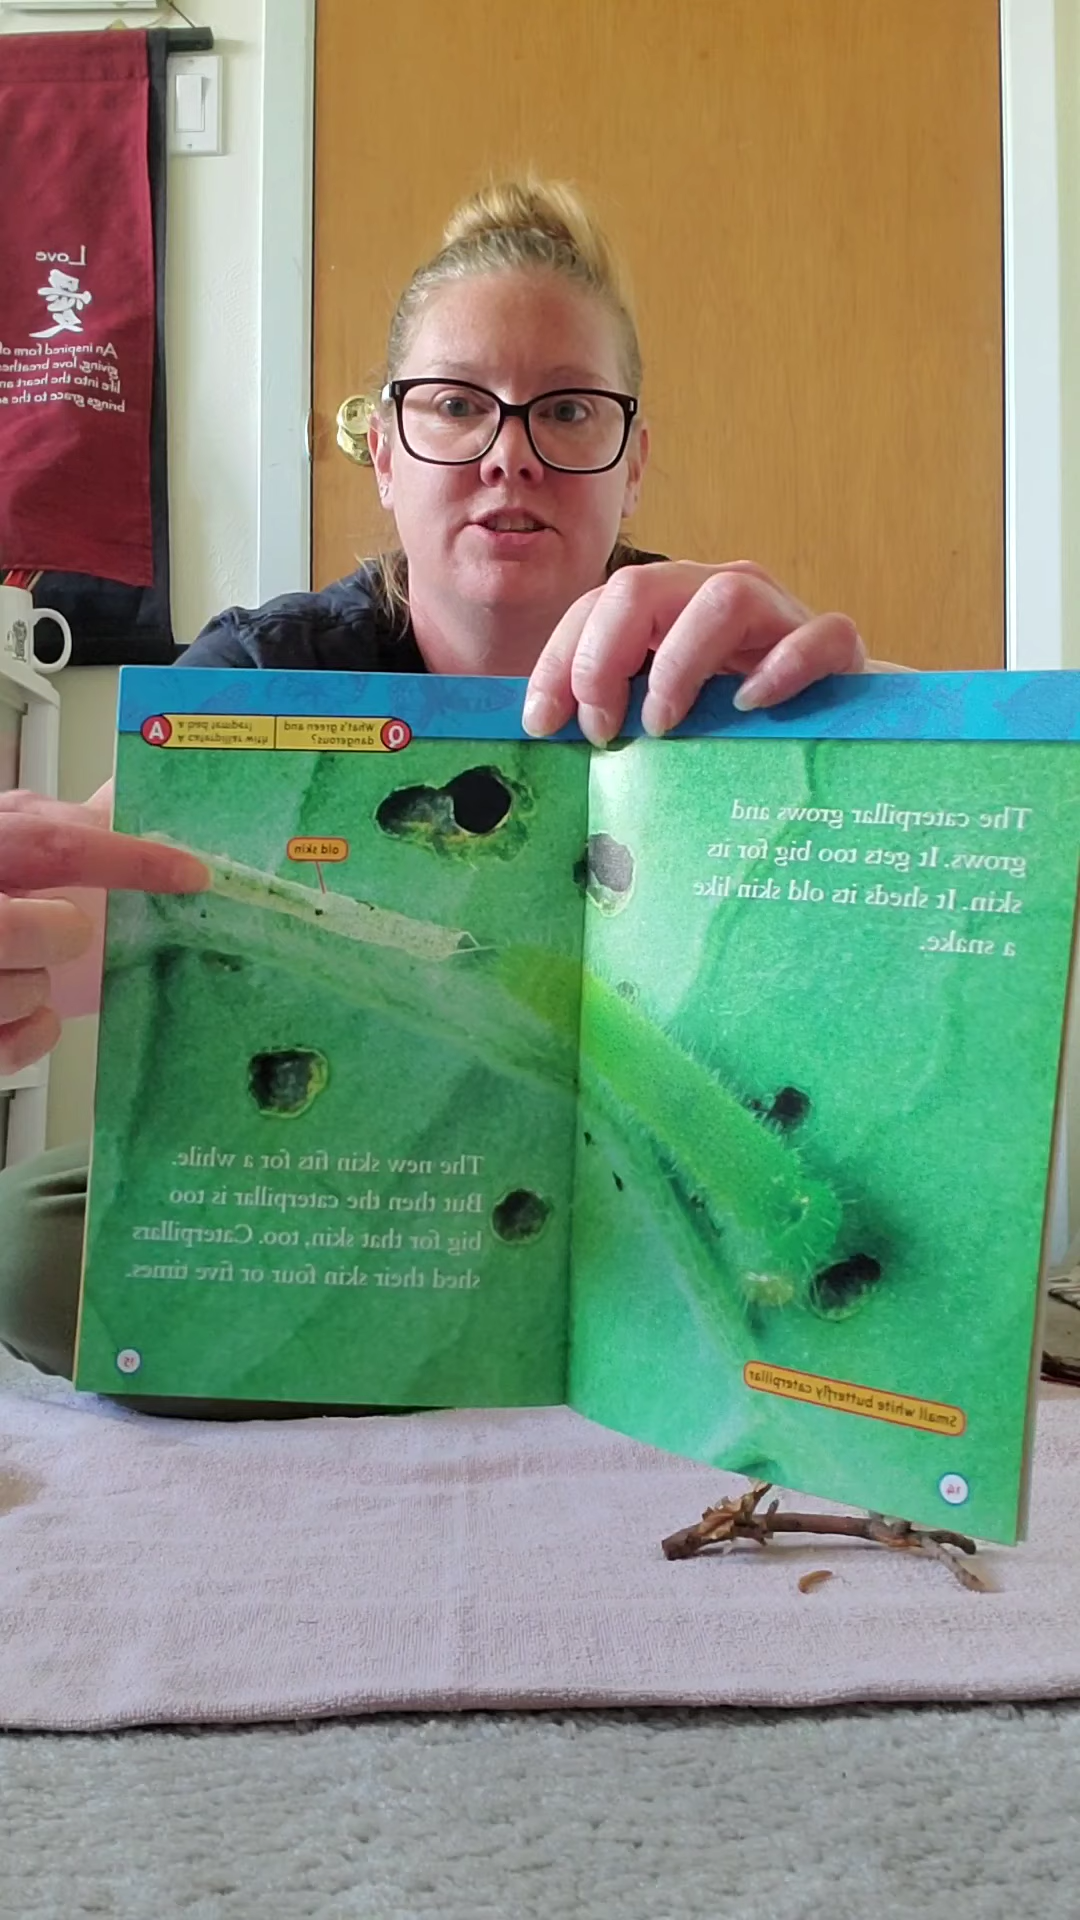 Love
愛
An inspired form of
giving, love breathes
life into the heart an
brings grace to the s
Q
What's green and
dangerous?
A caterpillar with
a bad temper!
A
The caterpillar grows and
grows. It gets too big for its
skin. It sheds its old skin like
a snake.
Small white butterfly caterpillar
14
old skin
The new skin fits for a while.
But then the caterpillar is too
big for that skin, too. Caterpillars
shed their skin four or five times.
15